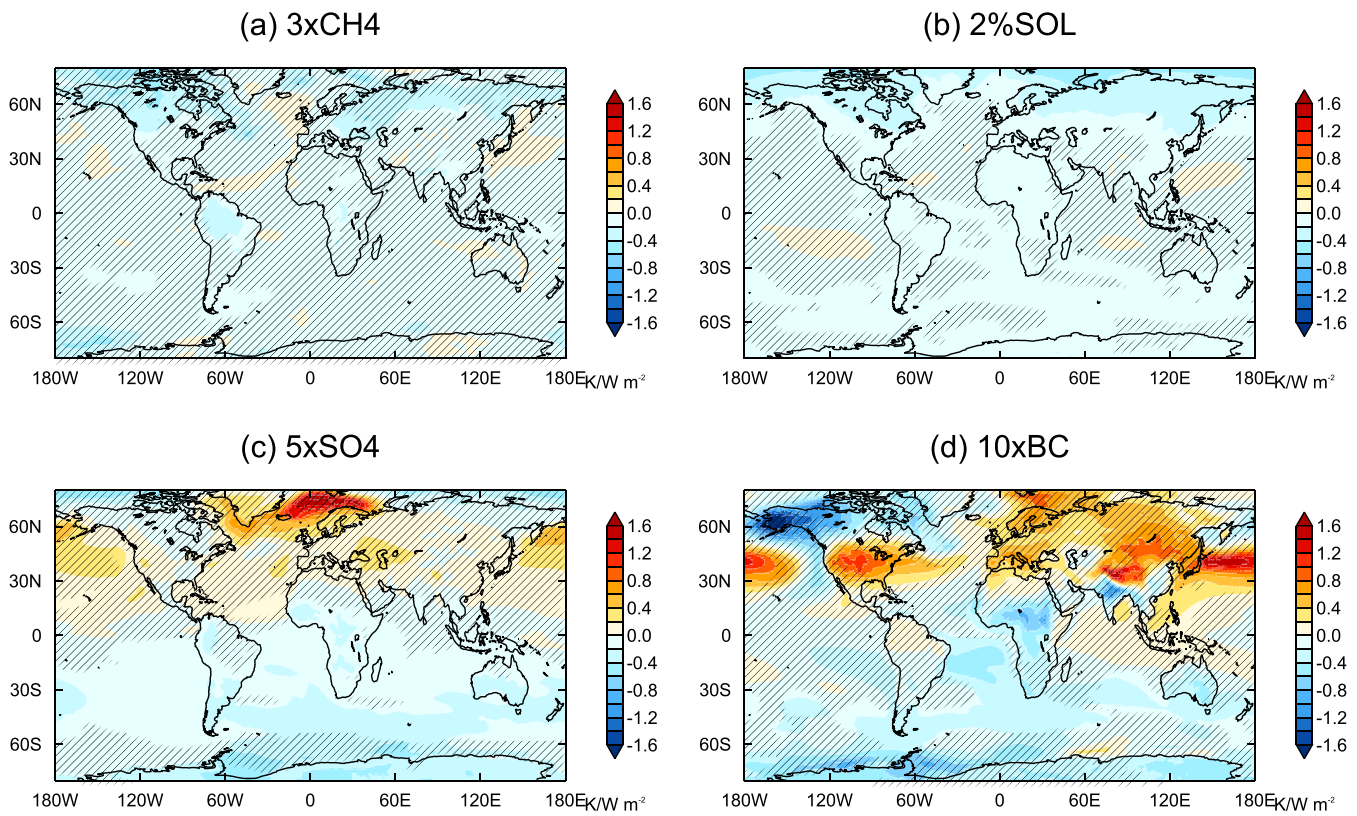 (a) 3xCH4
(b) 2%SOL
60N
30N
0
30S
60S
180W 120W 60W 0 60E 120E 180E
K/W m-2
1.6
1.2
0.8
0.4
0.0
-0.4
-0.8
-1.2
-1.6
60N
30N
0
30S
60S
180W 120W 60W 0 60E 120E 180E
K/W m-2
1.6
1.2
0.8
0.4
0.0
-0.4
-0.8
-1.2
-1.6
(c) 5xSO4
(d) 10xBC
60N
30N
0
30S
60S
180W 120W 60W 0 60E 120E 180E
K/W m-2
1.6
1.2
0.8
0.4
0.0
-0.4
-0.8
-1.2
-1.6
60N
30N
0
30S
60S
180W 120W 60W 0 60E 120E 180E
K/W m-2
1.6
1.2
0.8
0.4
0.0
-0.4
-0.8
-1.2
-1.6